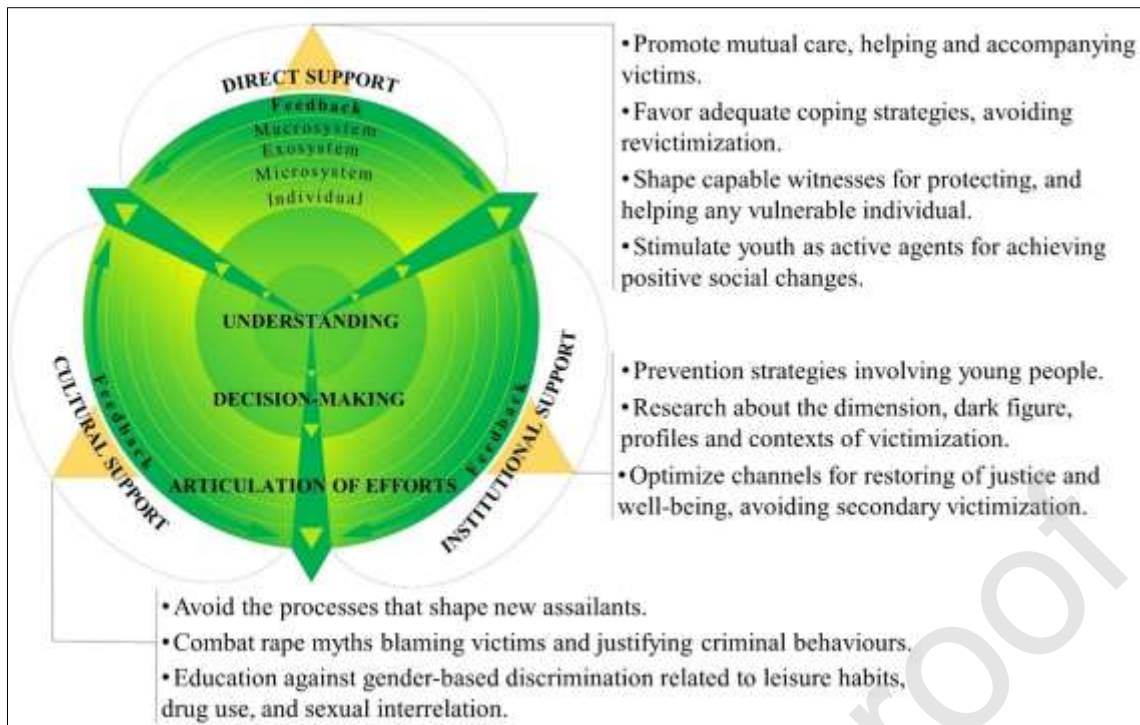 DIRECT SUPPORT
Feedback
Macrosystem
Exosystem
Microsystem
Individual
UNDERSTANDING
DECISION-MAKING
ARTICULATION OF EFFORTS
CULTURAL SUPPORT
Feedback
INSTITUTIONAL SUPPORT
Feedback
•Promote mutual care, helping and accompanying
victims.
•Favor adequate coping strategies, avoiding
revictimization.
•Shape capable witnesses for protecting, and
helping any vulnerable individual.
•Stimulate youth as active agents for achieving
positive social changes.
•Prevention strategies involving young people.
•Research about the dimension, dark figure,
profiles and contexts of victimization.
•Optimize channels for restoring of justice and
well-being, avoiding secondary victimization.
•Avoid the processes that shape new assailants.
•Combat rape myths blaming victims and justifying criminal behaviours.
•Education against gender-based discrimination related to leisure habits,
drug use, and sexual interrelation.
roof